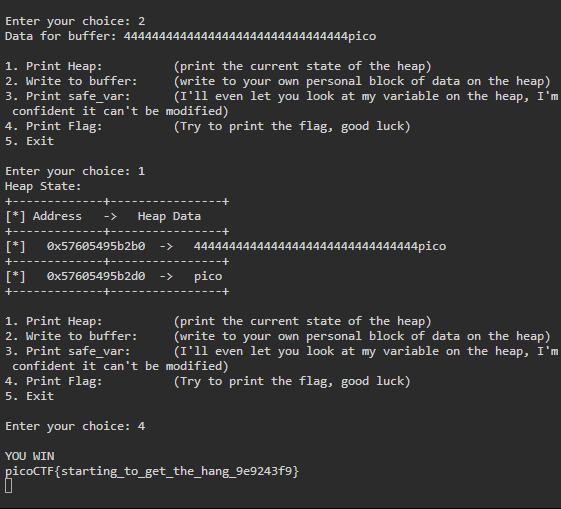 Enter your choice: 2
Data for buffer: 44444444444444444444444444444444pico
1. Print Heap:          (print the current state of the heap)
2. Write to buffer:     (write to your own personal block of data on the heap)
3. Print safe_var:      (I'll even let you look at my variable on the heap, I'm
 confident it can't be modified)
4. Print Flag:          (Try to print the flag, good luck)
5. Exit
Enter your choice: 1
Heap State:
+-------------+----------------+
[*] Address   ->   Heap Data
+-------------+----------------+
[*]   0x57605495b2b0  ->   44444444444444444444444444444444pico
+-------------+----------------+
[*]   0x57605495b2d0  ->   pico
+-------------+----------------+
1. Print Heap:          (print the current state of the heap)
2. Write to buffer:     (write to your own personal block of data on the heap)
3. Print safe_var:      (I'll even let you look at my variable on the heap, I'm
 confident it can't be modified)
4. Print Flag:          (Try to print the flag, good luck)
5. Exit
Enter your choice: 4
YOU WIN
picoCTF{starting_to_get_the_hang_9e9243f9}